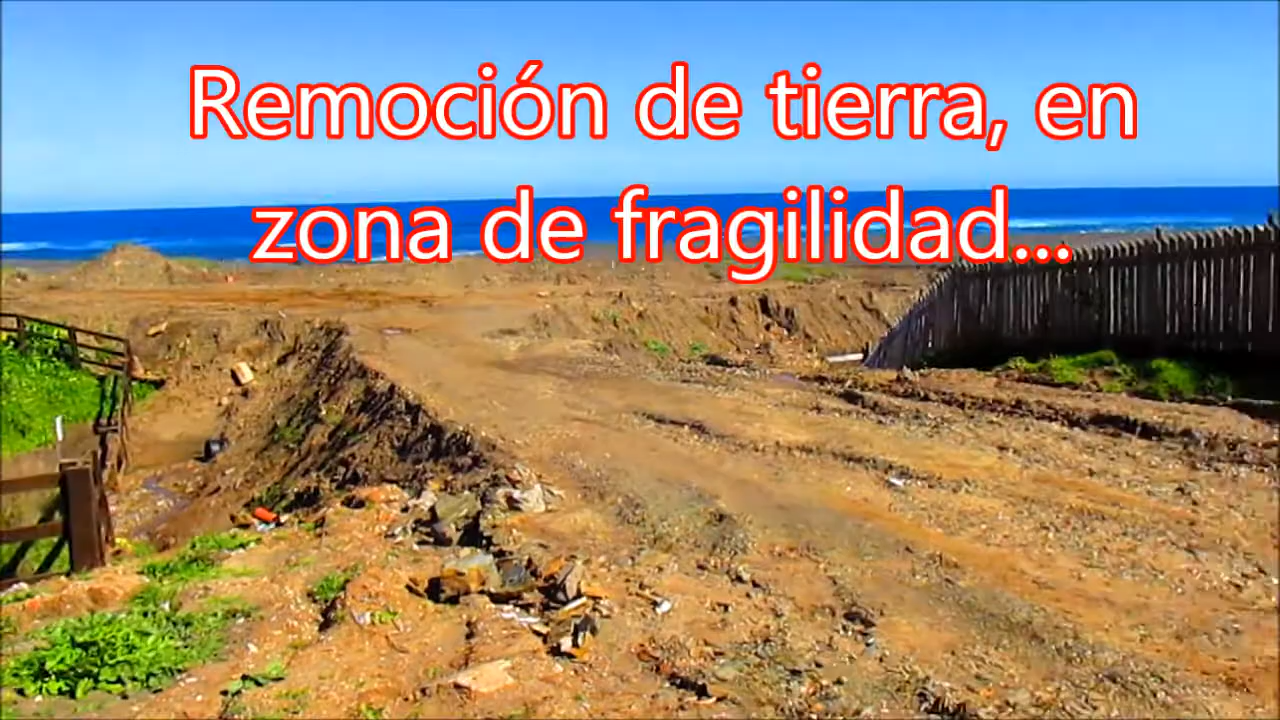 Remoción de tierra, en
zona de fragilidad...